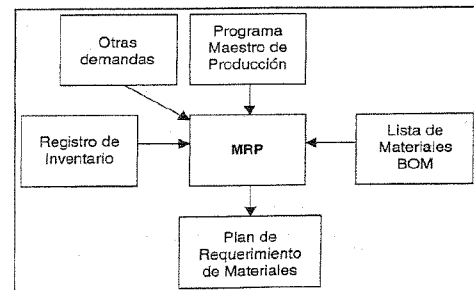 Otras
demandas
Programa
Maestro de
Producción
Registro de
Inventario
MRP
Lista de
Materiales
BOM
Plan de
Requerimiento
de Materiales